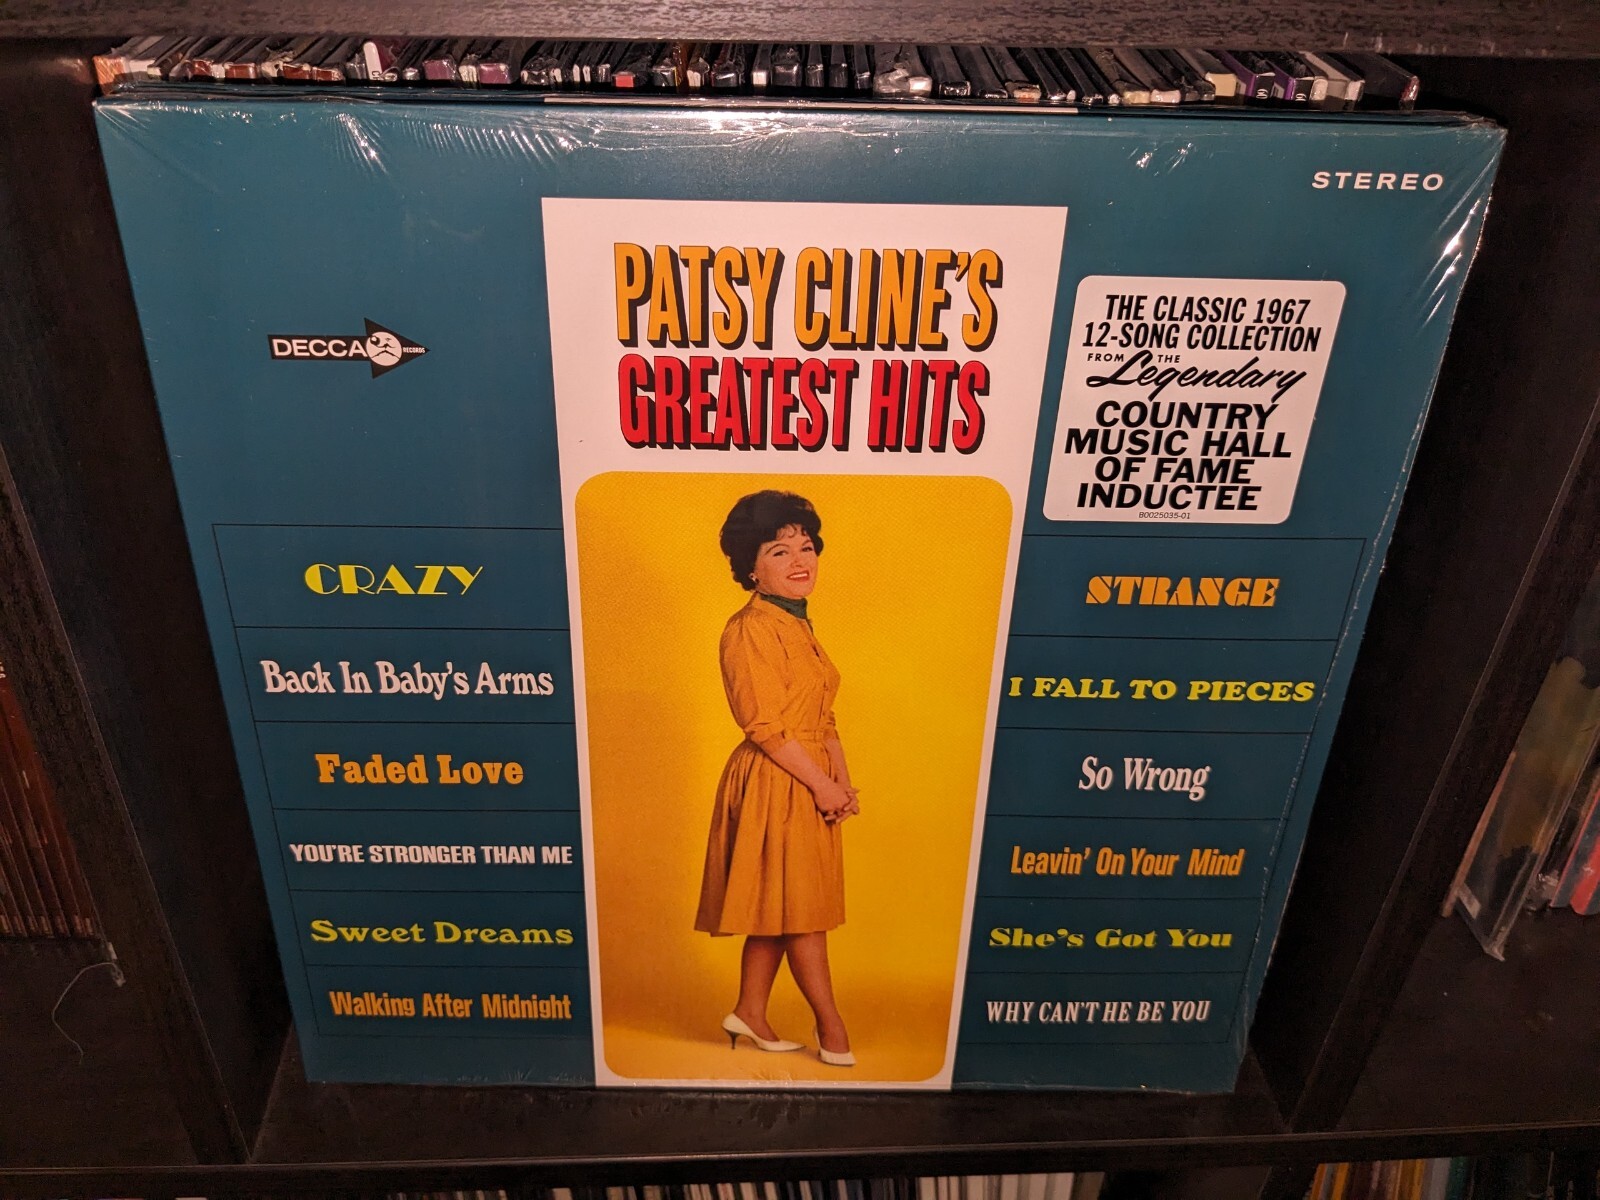 STEREO
PATSY CLINE'S
GREATEST HITS
DECCA RECORDS
THE CLASSIC 1967
12-SONG COLLECTION
FROM THE
Legendary
COUNTRY
MUSIC HALL
OF FAME
INDUCTEE
B0025035-01
CRAZY
Back In Baby's Arms
Faded Love
YOU'RE STRONGER THAN ME
Sweet Dreams
Walking After Midnight
STRANGE
I FALL TO PIECES
So Wrong
Leavin' On Your Mind
She's Got You
WHY CAN'T HE BE YOU